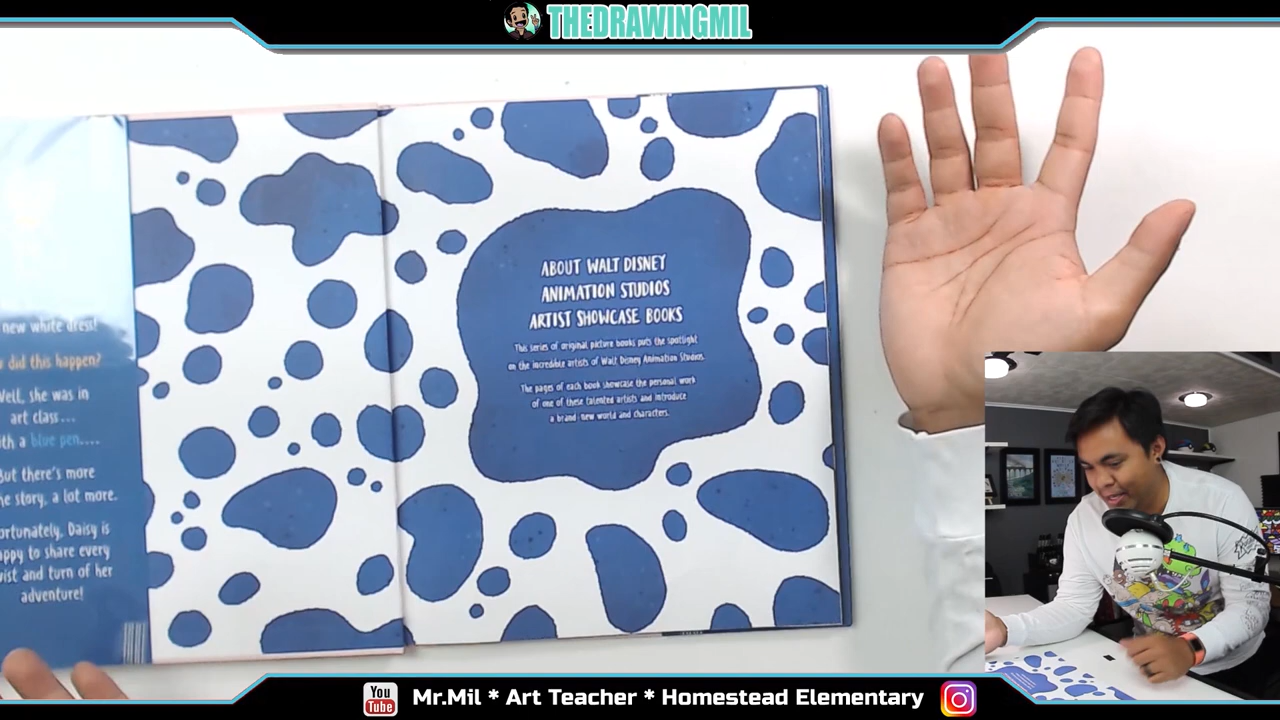 THEDRAWINGMIL
new white dress!
did this happen?
Well, she was in
art class...
with a blue pen....
But there's more
story, a lot more.
Fortunately, Daisy is
happy to share every
twist and turn of her
adventure!
ABOUT WALT DISNEY
ANIMATION STUDIOS
ARTIST SHOWCASE BOOKS
This series of original picture books puts the spotlight
on the incredible artists of Walt Disney Animation Studios.
The pages of each book showcase the personal work
of one of these talented artists and introduce
a brand-new world and characters.
You
Tube
Mr.Mil * Art Teacher * Homestead Elementary